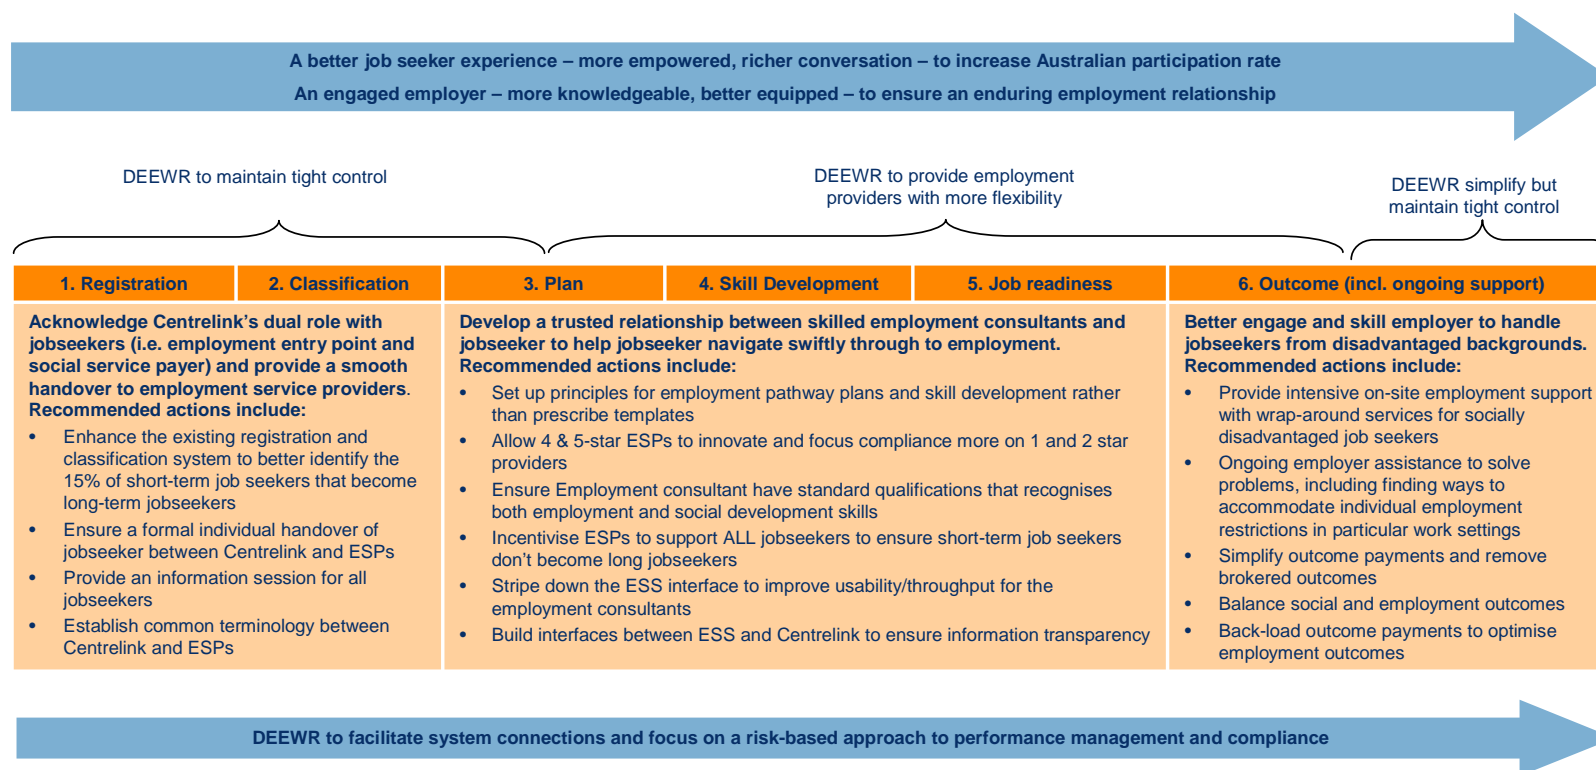 A better job seeker experience – more empowered, richer conversation – to increase Australian participation rate
An engaged employer – more knowledgeable, better equipped – to ensure an enduring employment relationship
DEEWR to maintain tight control
DEEWR to provide employment
providers with more flexibility
DEEWR simplify but
maintain tight control
1. Registration
2. Classification
3. Plan
4. Skill Development
5. Job readiness
6. Outcome (incl. ongoing support)
Acknowledge Centrelink's dual role with
jobseekers (i.e. employment entry point and
social service payer) and provide a smooth
handover to employment service providers.
Recommended actions include:
• Enhance the existing registration and
classification system to better identify the
15% of short-term job seekers that become
long-term jobseekers
• Ensure a formal individual handover of
jobseeker between Centrelink and ESPs
• Provide an information session for all
jobseekers
• Establish common terminology between
Centrelink and ESPs
Develop a trusted relationship between skilled employment consultants and
jobseeker to help jobseeker navigate swiftly through to employment.
Recommended actions include:
• Set up principles for employment pathway plans and skill development rather
than prescribe templates
• Allow 4 & 5-star ESPs to innovate and focus compliance more on 1 and 2 star
providers
• Ensure Employment consultant have standard qualifications that recognises
both employment and social development skills
• Incentivise ESPs to support ALL jobseekers to ensure short-term job seekers
don't become long jobseekers
• Stripe down the ESS interface to improve usability/throughput for the
employment consultants
• Build interfaces between ESS and Centrelink to ensure information transparency
Better engage and skill employer to handle
jobseekers from disadvantaged backgrounds.
Recommended actions include:
• Provide intensive on-site employment support
with wrap-around services for socially
disadvantaged job seekers
• Ongoing employer assistance to solve
problems, including finding ways to
accommodate individual employment
restrictions in particular work settings
• Simplify outcome payments and remove
brokered outcomes
• Balance social and employment outcomes
• Back-load outcome payments to optimise
employment outcomes
DEEWR to facilitate system connections and focus on a risk-based approach to performance management and compliance